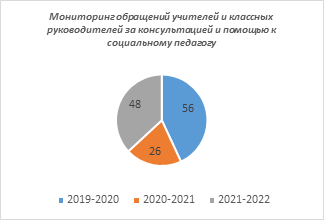 Мониторинг обращений учителей и классных
руководителей за консультацией и помощью к
социальному педагогу
48
56
26
2019-2020 2020-2021 2021-2022